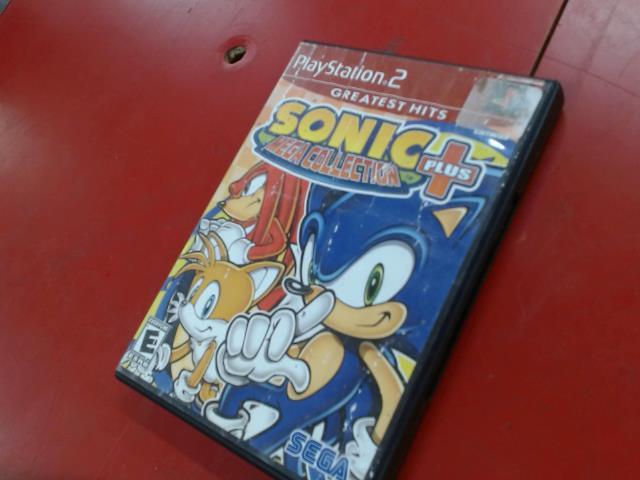 PlayStation.2
GREATEST HITS
SONIC
MEGA COLLECTION
PLUS
E
SEGA